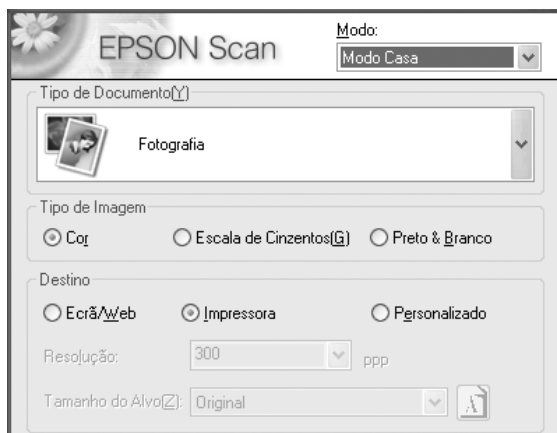 EPSON Scan
Modo:
Modo Casa
Tipo de Documento(Y)
Fotografia
Tipo de Imagem
Cor Escala de Cinzentos(G) Preto & Branco
Destino
Ecrã/Web Impressora Personalizado
Resolução: 300 ppp
Tamanho do Alvo(Z): Original
A